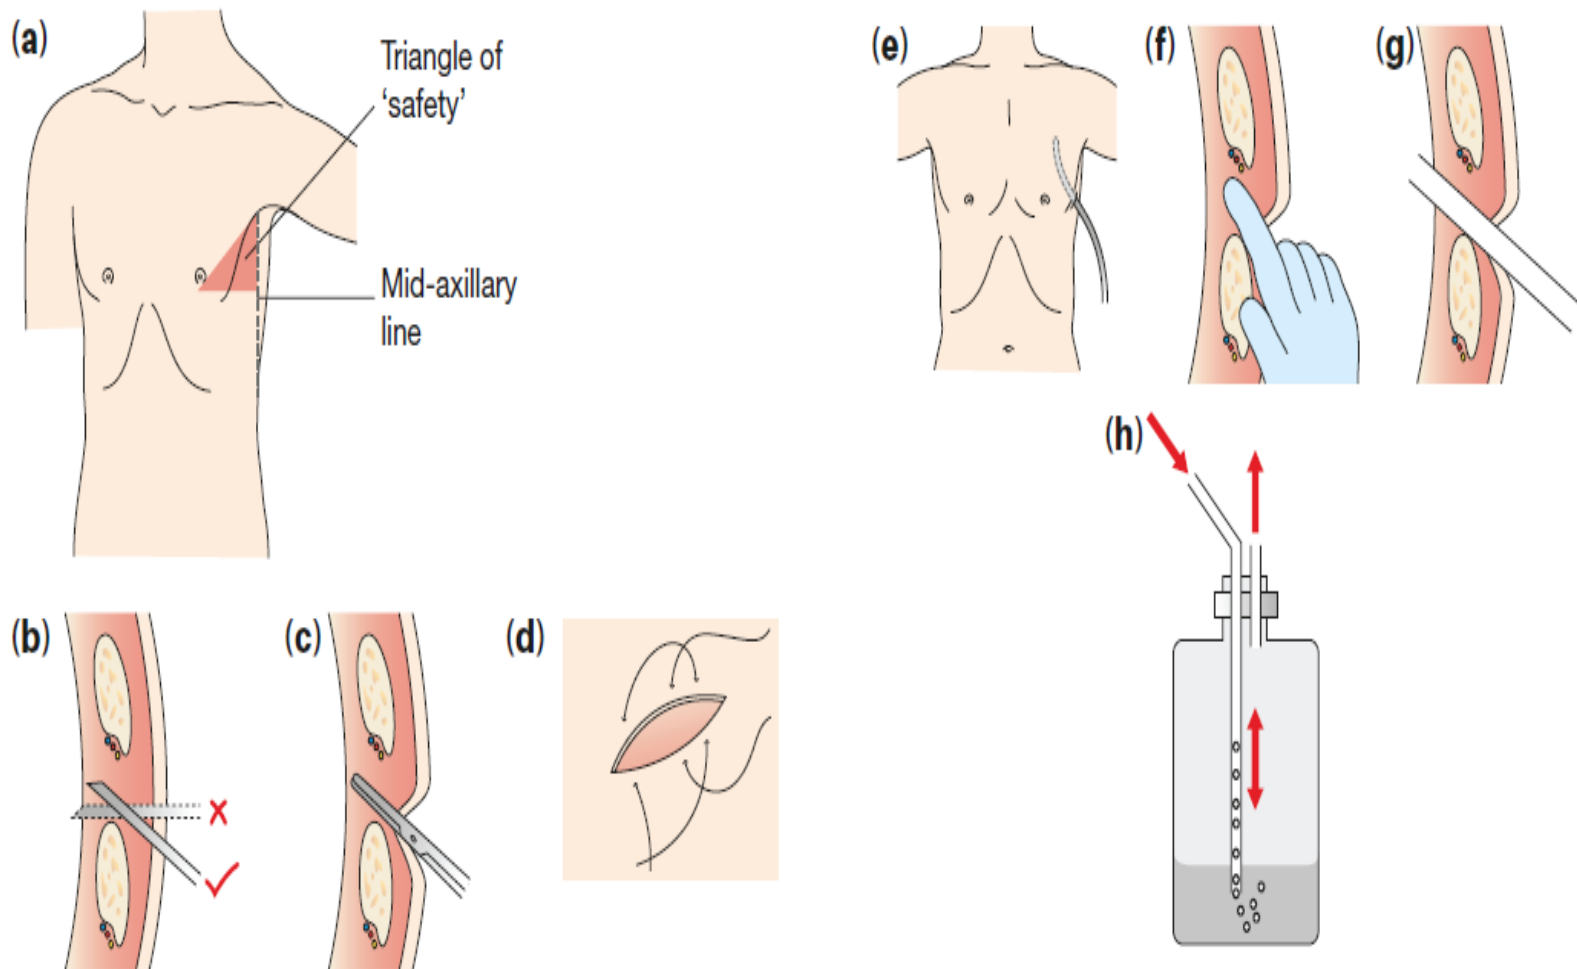 (a)
Triangle of
‘safety’
Mid-axillary
line
(b)
(c)
(d)
(e)
(f)
(g)
(h)